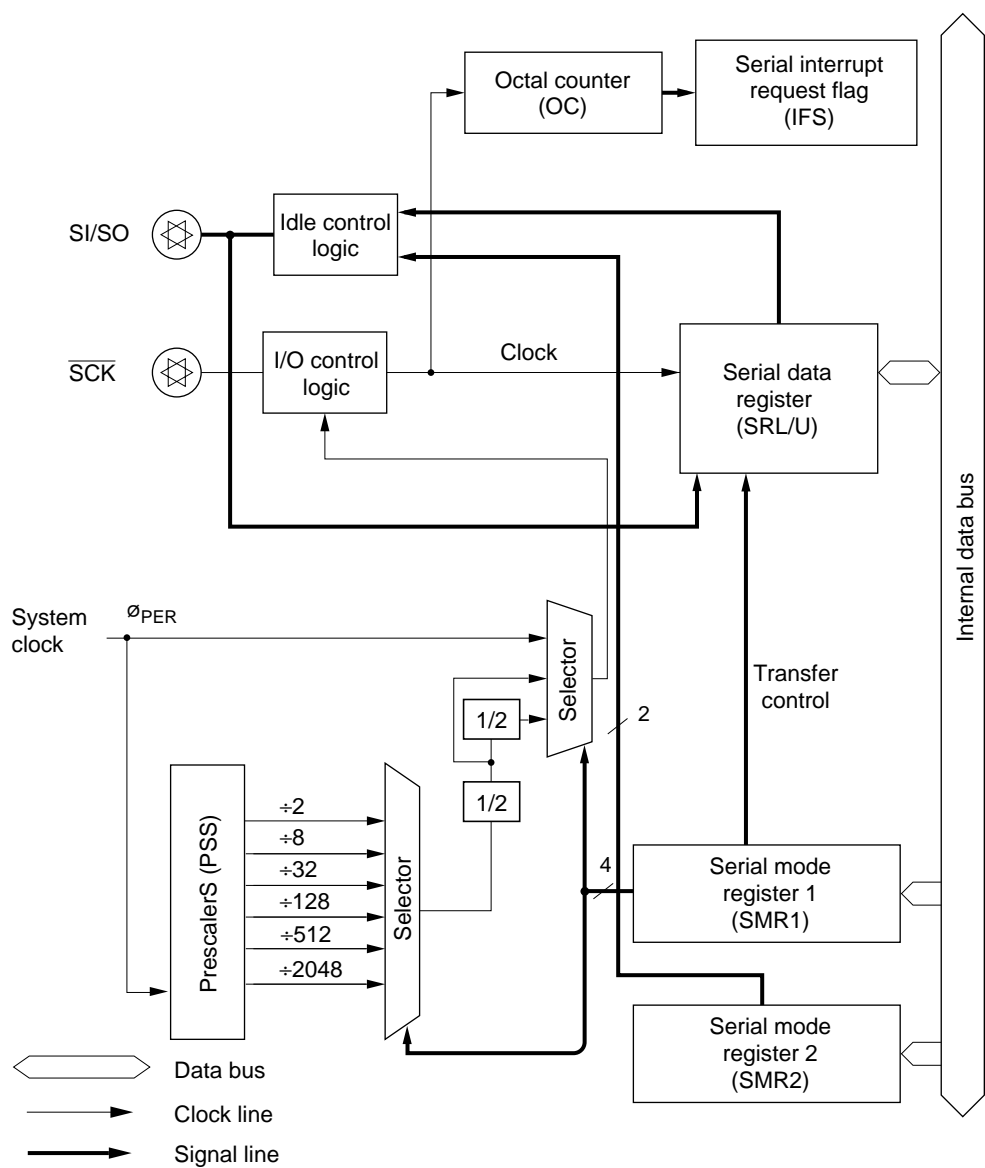 Octal counter
(OC)
Serial interrupt
request flag
(IFS)
SI/SO
Idle control
logic
SCK
I/O control
logic
Clock
Serial data
register
(SRL/U)
Internal data bus
System
clock
øPER
Selector
Transfer
control
1/2
2
1/2
PrescalerS (PSS)
÷2
÷8
÷32
÷128
÷512
÷2048
Selector
4
Serial mode
register 1
(SMR1)
Serial mode
register 2
(SMR2)
Data bus
Clock line
Signal line